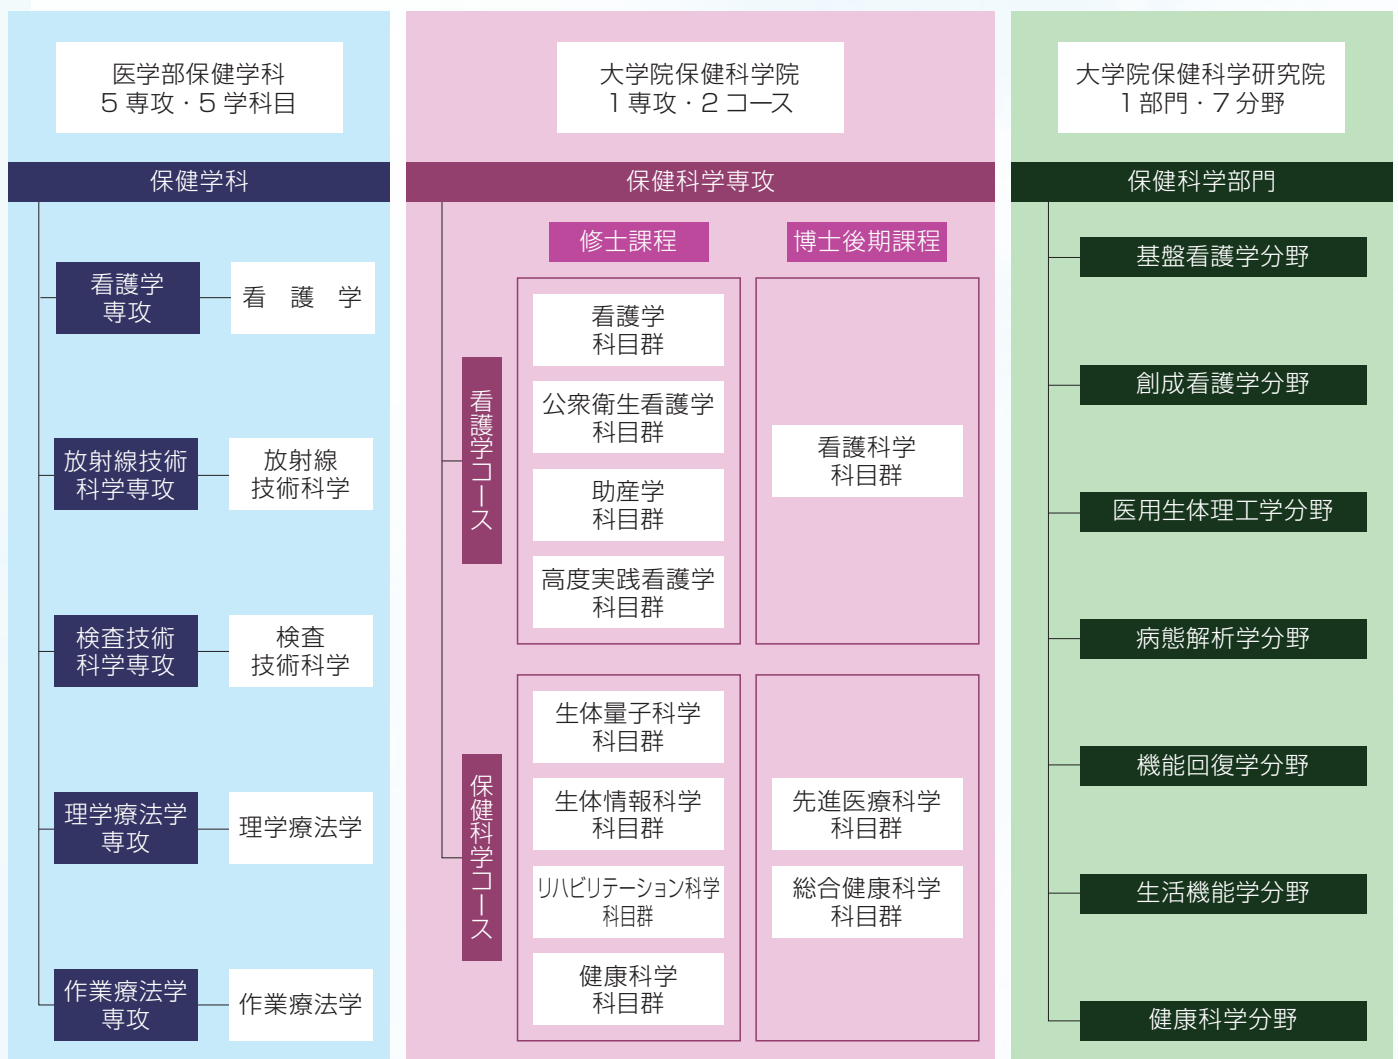 医学部保健学科
5 専攻・5 学科目
保健学科
看護学
専攻
看 護 学
放射線技術
科学専攻
放射線
技術科学
検査技術
科学専攻
検査
技術科学
理学療法学
専攻
理学療法学
作業療法学
専攻
作業療法学
大学院保健科学院
1 専攻・2 コース
保健科学専攻
修士課程
博士後期課程
看護学コース
看護学
科目群
公衆衛生看護学
科目群
助産学
科目群
高度実践看護学
科目群
看護科学
科目群
保健科学コース
生体量子科学
科目群
生体情報科学
科目群
リハビリテーション科学
科目群
健康科学
科目群
先進医療科学
科目群
総合健康科学
科目群
大学院保健科学研究院
1 部門・7 分野
保健科学部門
基盤看護学分野
創成看護学分野
医用生体理工学分野
病態解析学分野
機能回復学分野
生活機能学分野
健康科学分野